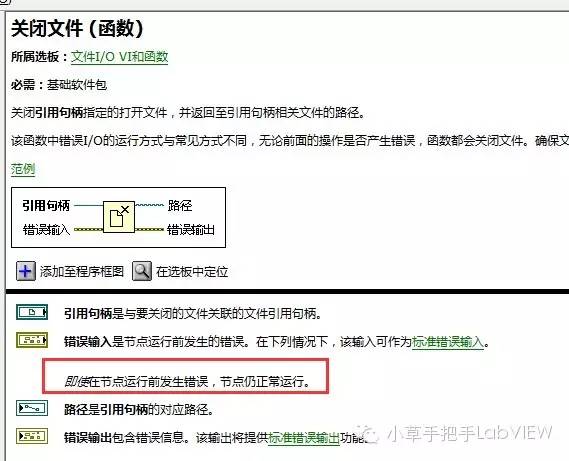 关闭文件(函数)
所属选板：文件I/O VI和函数
必需：基础软件包
关闭引用句柄指定的打开文件，并返回至引用句柄相关文件的路径。
该函数中错误I/O的运行方式与常见方式不同，无论前面的操作是否产生错误，函数都会关闭文件。确保文
范例
引用句柄 路径
错误输入 错误输出
添加至程序框图 在选板中定位
引用句柄是与要关闭的文件关联的文件引用句柄。
错误输入是节点运行前发生的错误。在下列情况下，该输入可作为标准错误输入。
即使在节点运行前发生错误，节点仍正常运行。
路径是引用句柄的对应路径。
错误输出包含错误信息。该输出将提供标准错误输出功能。
小草手把手LabVIEW